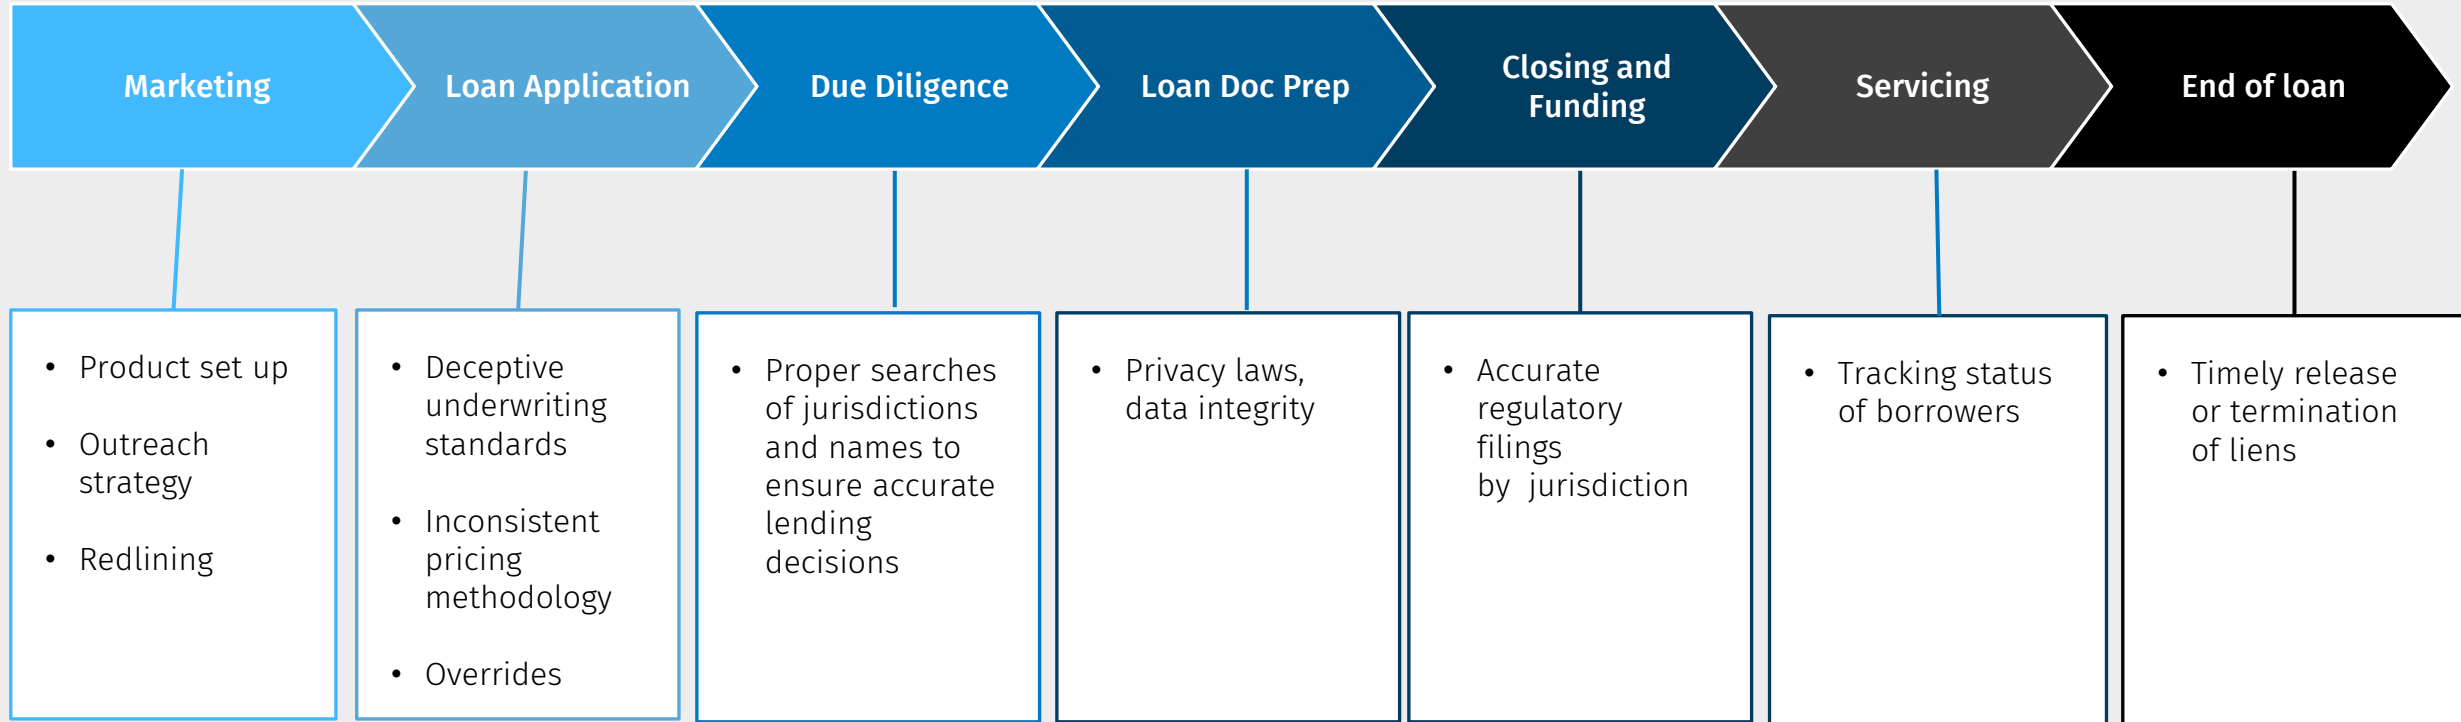 Marketing
Loan Application
Due Diligence
Loan Doc Prep
Closing and
Funding
Servicing
End of loan
• Product set up
• Outreach
strategy
• Redlining
• Deceptive
underwriting
standards
• Inconsistent
pricing
methodology
• Overrides
• Proper searches
of jurisdictions
and names to
ensure accurate
lending
decisions
• Privacy laws,
data integrity
• Accurate
regulatory
filings
by  jurisdiction
• Tracking status
of borrowers
• Timely release
or termination
of liens